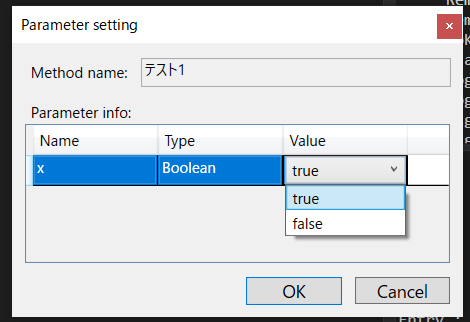 Parameter setting
Method name: テスト1
Parameter info:
Name Type Value
x Boolean true
true
false
OK Cancel